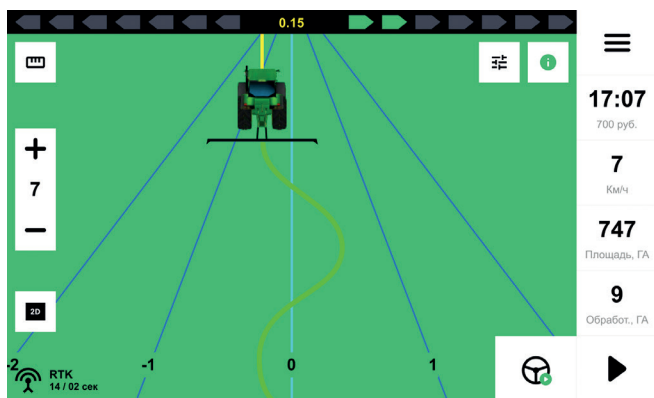 0.15
17:07
700 руб.
+
7
−
7
Км/ч
747
Площадь, ГА
2D
9
Обработ., ГА
-2
-1
0
1
RTK
14 / 02 сек